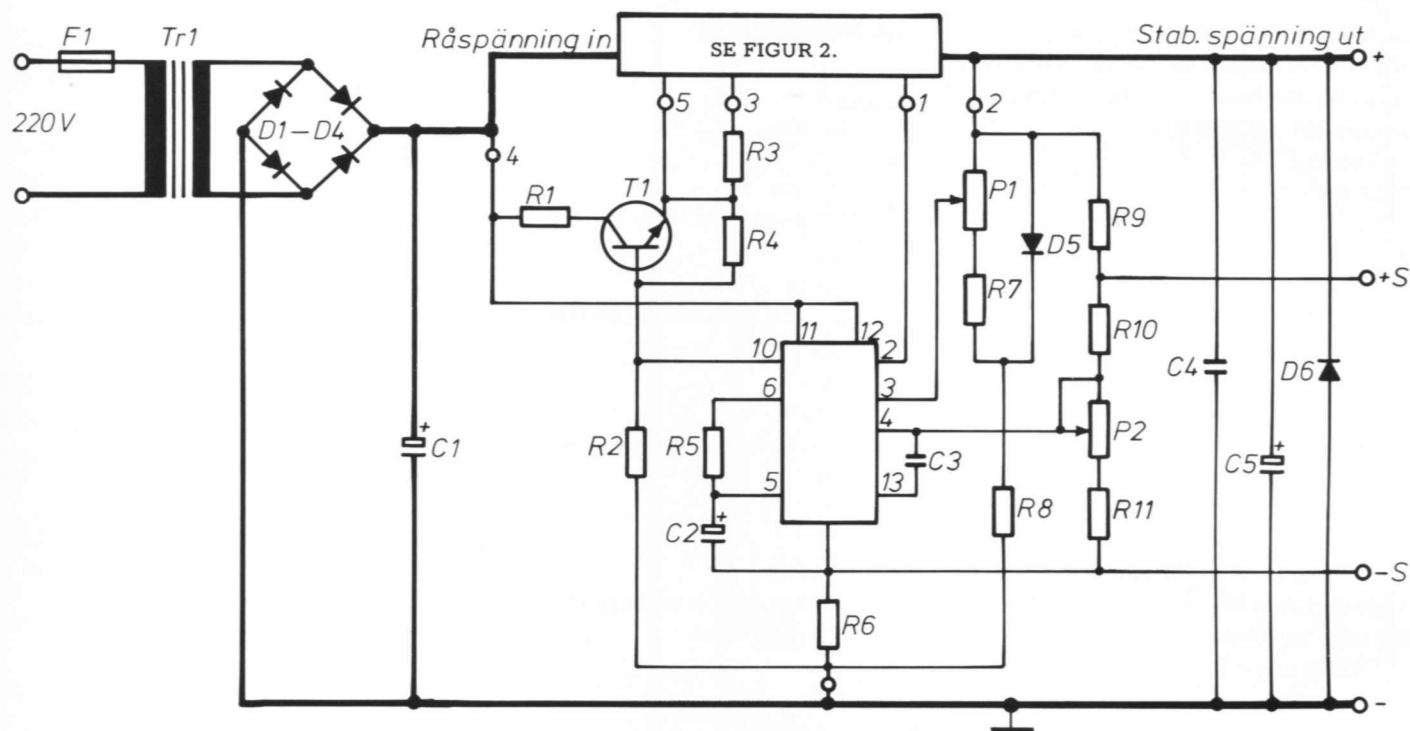 F1
Tr1
Råspänning in
SE FIGUR 2.
Stab. spänning ut
+
220V
D1–D4
5
3
1
2
4
R3
T1
R1
R4
P1
D5
R9
+S
R7
R10
11
12
10
2
6
3
4
C4
D6
P2
+
C1
R2
R5
C3
+
C5
5
13
+
C2
R8
R11
-S
R6
-